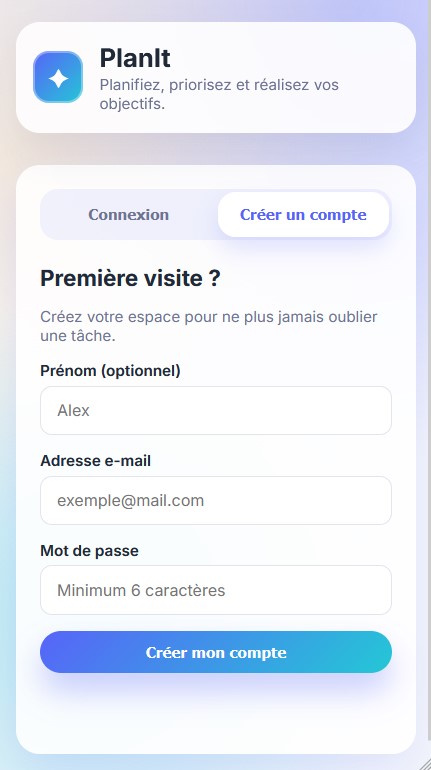 PlanIt
Planifiez, priorisez et réalisez vos
objectifs.
Connexion
Créer un compte
Première visite ?
Créez votre espace pour ne plus jamais oublier
une tâche.
Prénom (optionnel)
Alex
Adresse e-mail
exemple@mail.com
Mot de passe
Minimum 6 caractères
Créer mon compte